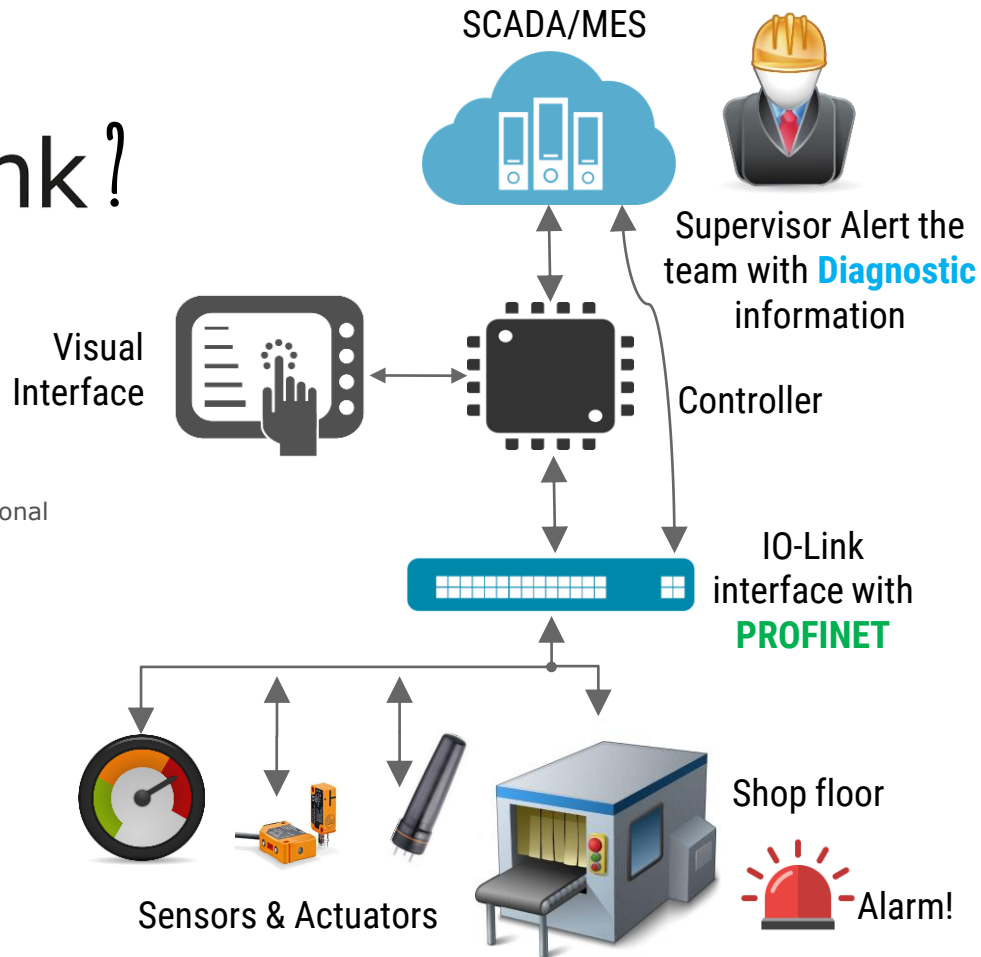 SCADA/MES
nk?
Supervisor Alert the
team with Diagnostic
information
Visual
Interface
Controller
onal
IO-Link
interface with
PROFINET
Shop floor
Alarm!
Sensors & Actuators